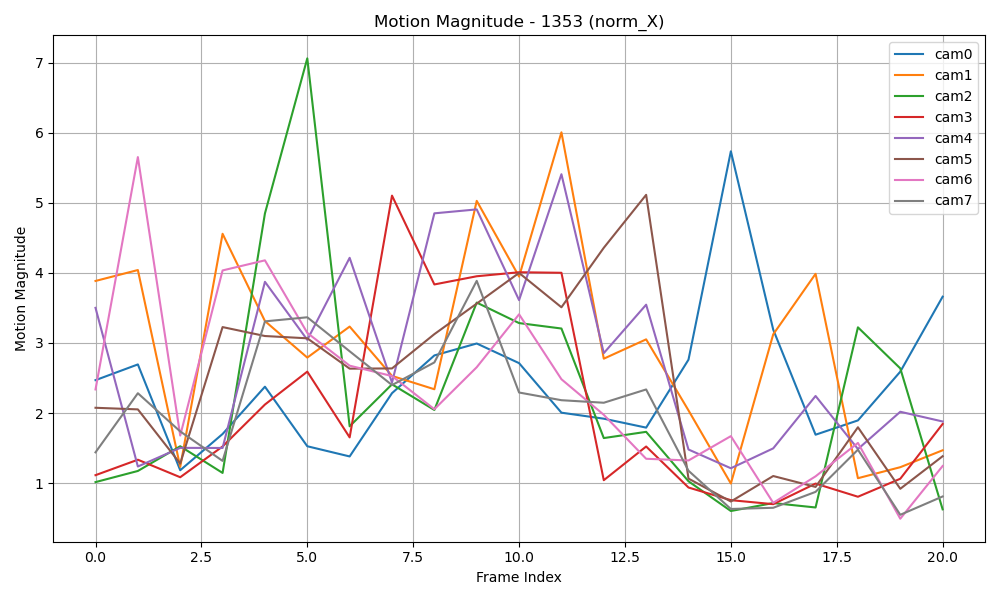 Motion Magnitude - 1353 (norm_X)
cam0
cam1
cam2
cam3
cam4
cam5
cam6
cam7
Motion Magnitude
7
6
5
4
3
2
1
0.0 2.5 5.0 7.5 10.0 12.5 15.0 17.5 20.0
Frame Index